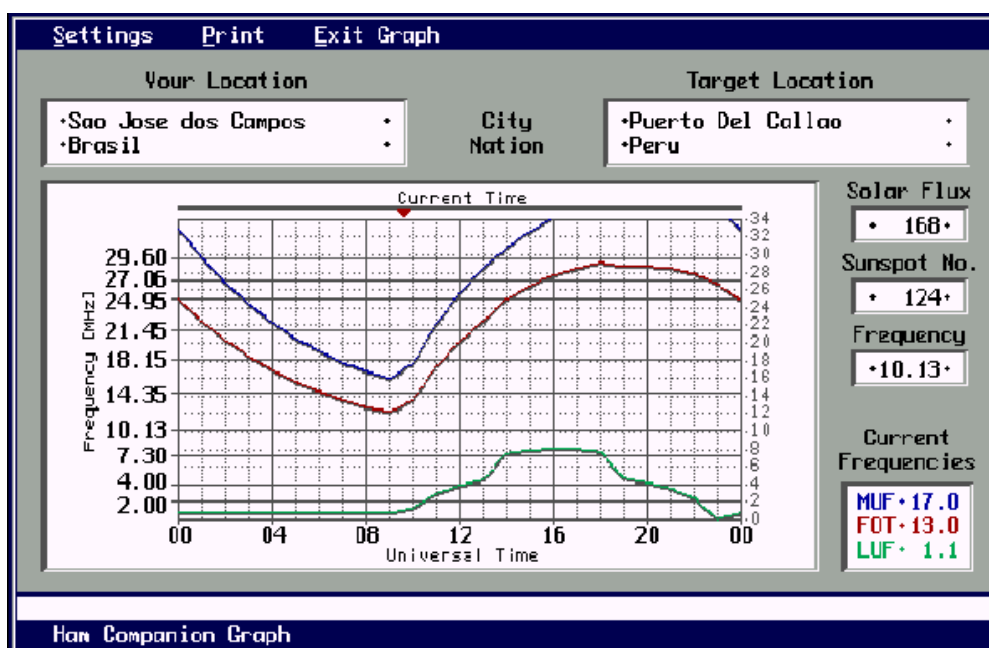 Settings Print Exit Graph
Your Location
Target Location
·Sao Jose dos Campos ·
·Brasil ·
City
Nation
·Puerto Del Callao ·
·Peru ·
Current Time
Solar Flux
· 168·
Sunspot No.
· 124·
Frequency
·10.13·
Current
Frequencies
MUF·17.0
FOT·13.0
LUF· 1.1
Frequency [MHz]
29.60
27.06
24.95
21.45
18.15
14.35
10.13
7.30
4.00
2.00
34
32
30
28
26
24
22
20
18
16
14
12
10
8
6
4
2
0
00 04 08 12 16 20 00
Universal Time
Ham Companion Graph